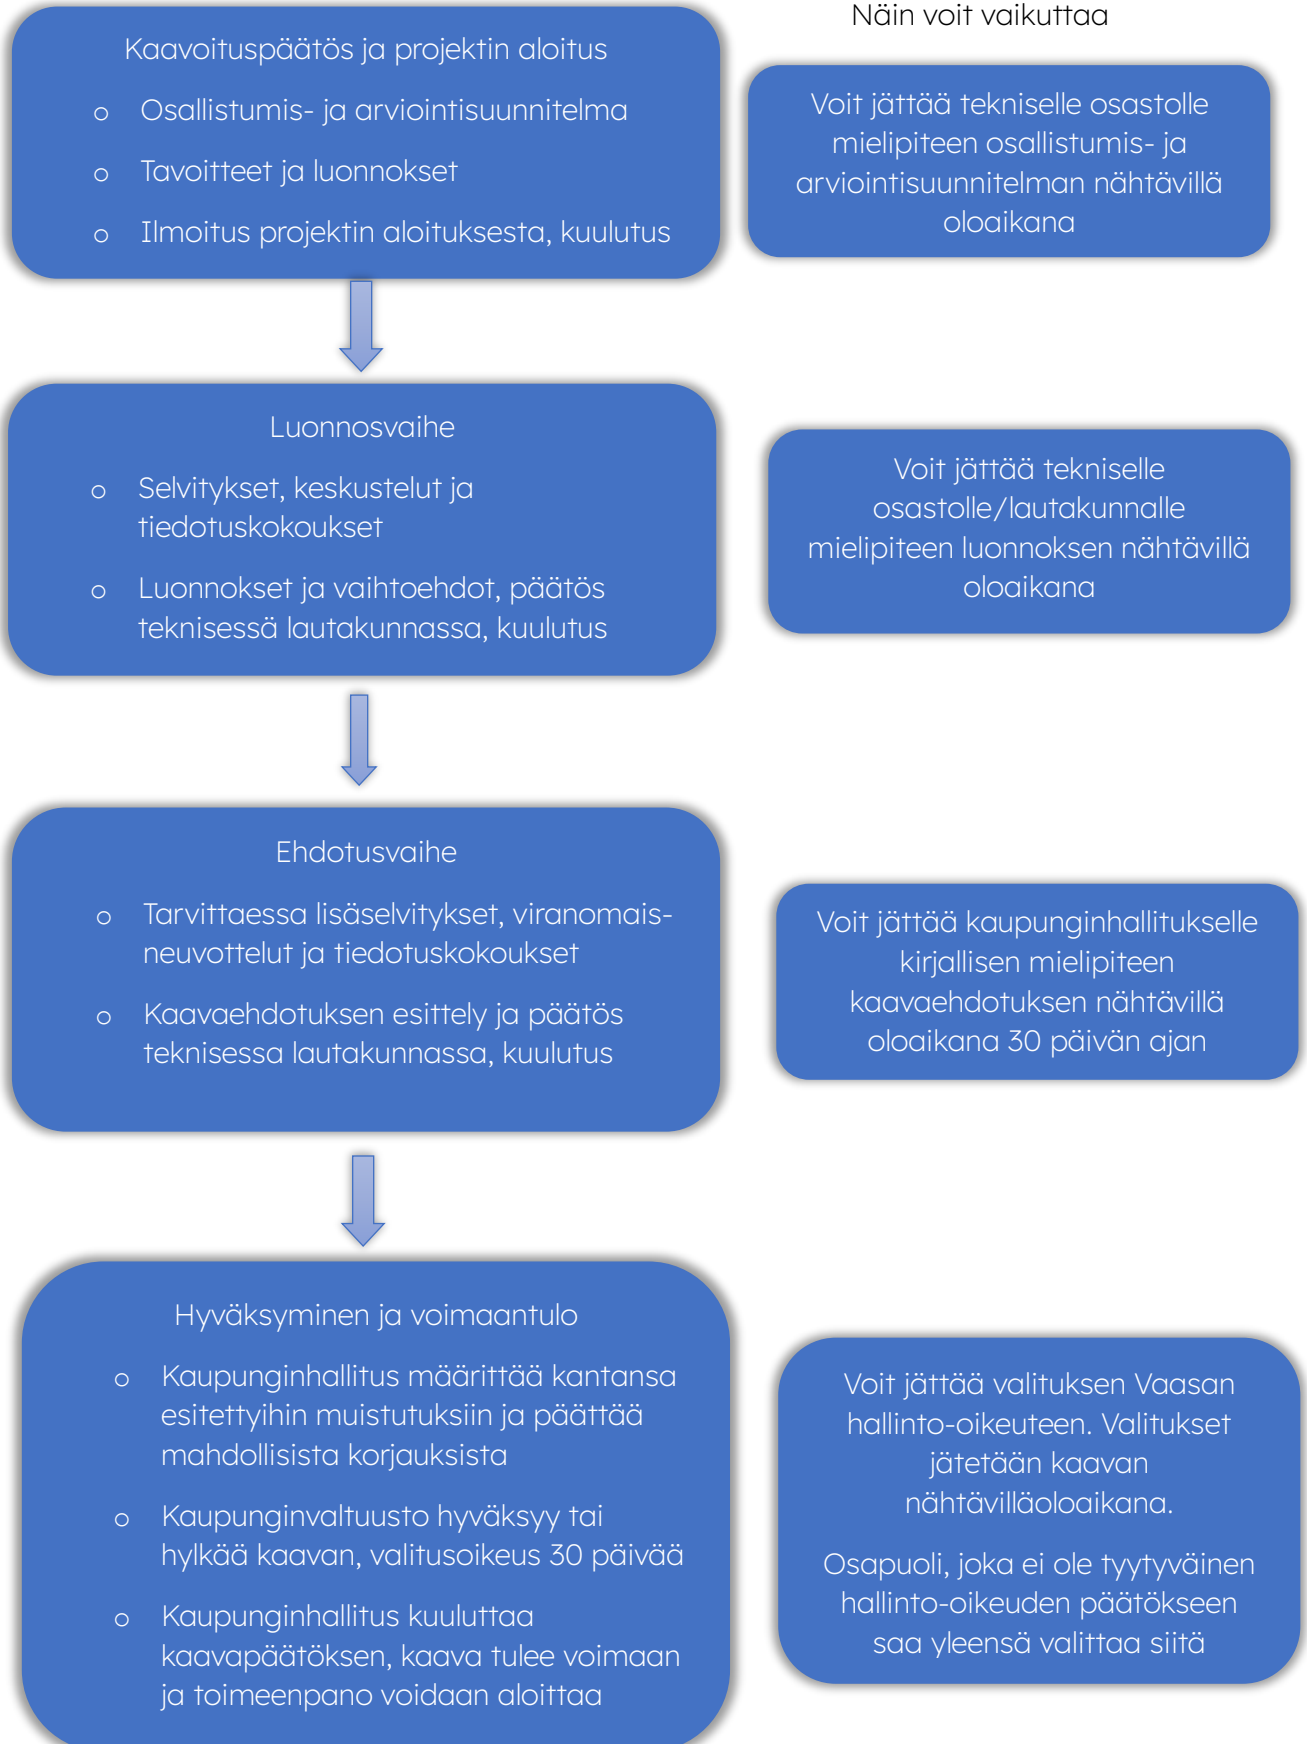 Näin voit vaikuttaa
Kaavoituspäätös ja projektin aloitus
o Osallistumis- ja arviointisuunnitelma
o Tavoitteet ja luonnokset
o Ilmoitus projektin aloituksesta, kuulutus
Voit jättää tekniselle osastolle
mielipiteen osallistumis- ja
arviointisuunnitelman nähtävillä
oloaikana
Luonnosvaihe
o Selvitykset, keskustelut ja
tiedotuskokoukset
o Luonnokset ja vaihtoehdot, päätös
teknisessä lautakunnassa, kuulutus
Voit jättää tekniselle
osastolle/lautakunnalle
mielipiteen luonnoksen nähtävillä
oloaikana
Ehdotusvaihe
o Tarvittaessa lisäselvitykset, viranomais-
neuvottelut ja tiedotuskokoukset
o Kaavaehdotuksen esittely ja päätös
teknisessa lautakunnassa, kuulutus
Voit jättää kaupunginhallitukselle
kirjallisen mielipiteen
kaavaehdotuksen nähtävillä
oloaikana 30 päivän ajan
Hyväksyminen ja voimaantulo
o Kaupunginhallitus määrittää kantansa
esitettyihin muistutuksiin ja päättää
mahdollisista korjauksista
o Kaupunginvaltuusto hyväksyy tai
hylkää kaavan, valitusoikeus 30 päivää
o Kaupunginhallitus kuuluttaa
kaavapäätöksen, kaava tulee voimaan
ja toimeenpano voidaan aloittaa
Voit jättää valituksen Vaasan
hallinto-oikeuteen. Valitukset
jätetään kaavan
nähtävilläoloaikana.
Osapuoli, joka ei ole tyytyväinen
hallinto-oikeuden päätökseen
saa yleensä valittaa siitä